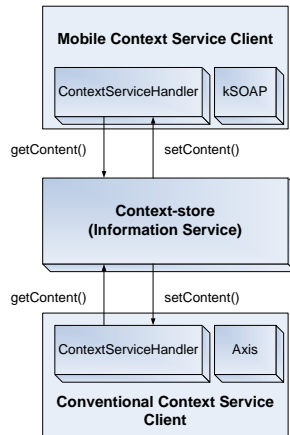 Mobile Context Service Client
ContextServiceHandler
kSOAP
getContent()
setContent()
Context-store
(Information Service)
getContent()
setContent()
ContextServiceHandler
Axis
Conventional Context Service
Client